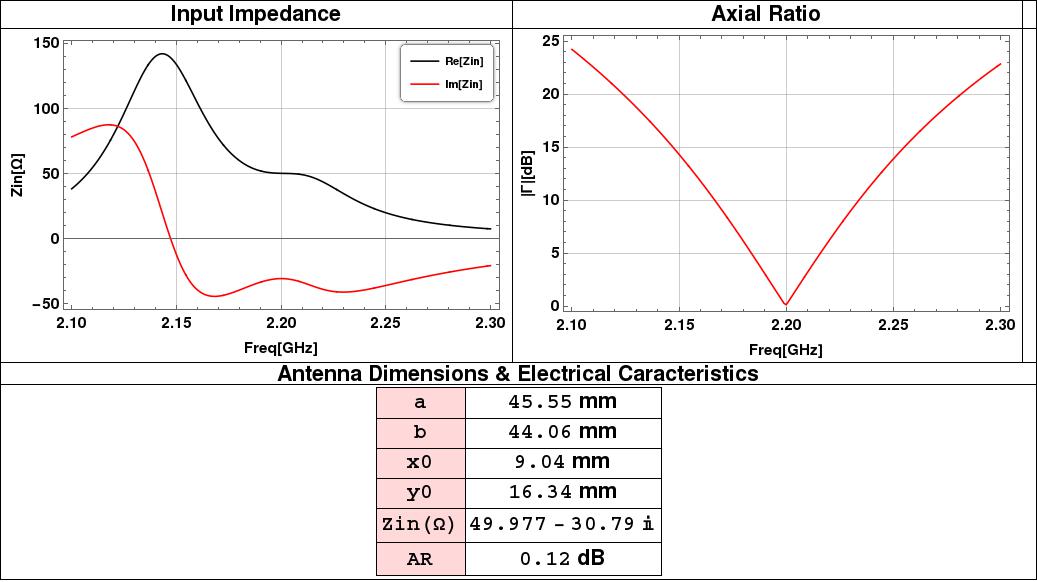 Input Impedance
Axial Ratio
150
100
50
0
−50
Zin[Ω]
Re[Zin]
Im[Zin]
2.10 2.15 2.20 2.25 2.30
Freq[GHz]
25
20
15
10
5
0
|Γ|[dB]
2.10 2.15 2.20 2.25 2.30
Freq[GHz]
Antenna Dimensions & Electrical Caracteristics
a 45.55 mm
b 44.06 mm
x0 9.04 mm
y0 16.34 mm
Zin(Ω) 49.977 - 30.79 i
AR 0.12 dB